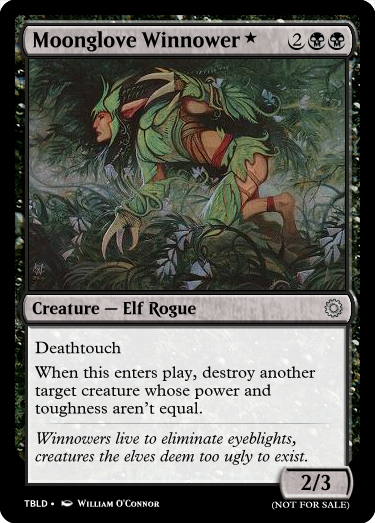 Moonglove Winnower★ 2
Creature — Elf Rogue
Deathtouch
When this enters play, destroy another
target creature whose power and
toughness aren't equal.
Winnowers live to eliminate eyeblights,
creatures the elves deem too ugly to exist.
2/3
TBLD • William O'Connor (NOT FOR SALE)